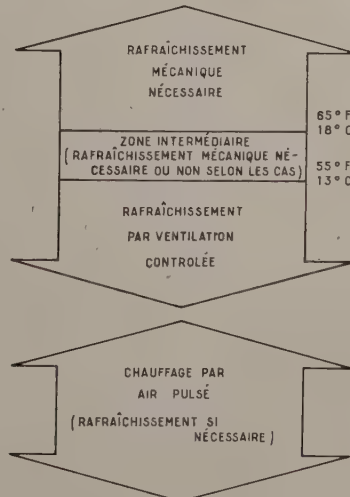 RAFRAÎCHISSEMENT
MÉCANIQUE
NÉCESSAIRE
65° F
18° C
ZONE INTERMÉDIAIRE
(RAFRAÎCHISSEMENT MÉCANIQUE NÉ-
CESSAIRE OU NON SELON LES CAS)
55° F
13° C
RAFRAÎCHISSEMENT
PAR VENTILATION
CONTROLÉE
CHAUFFAGE PAR
AIR PULSÉ
(RAFRAÎCHISSEMENT SI
NÉCESSAIRE)